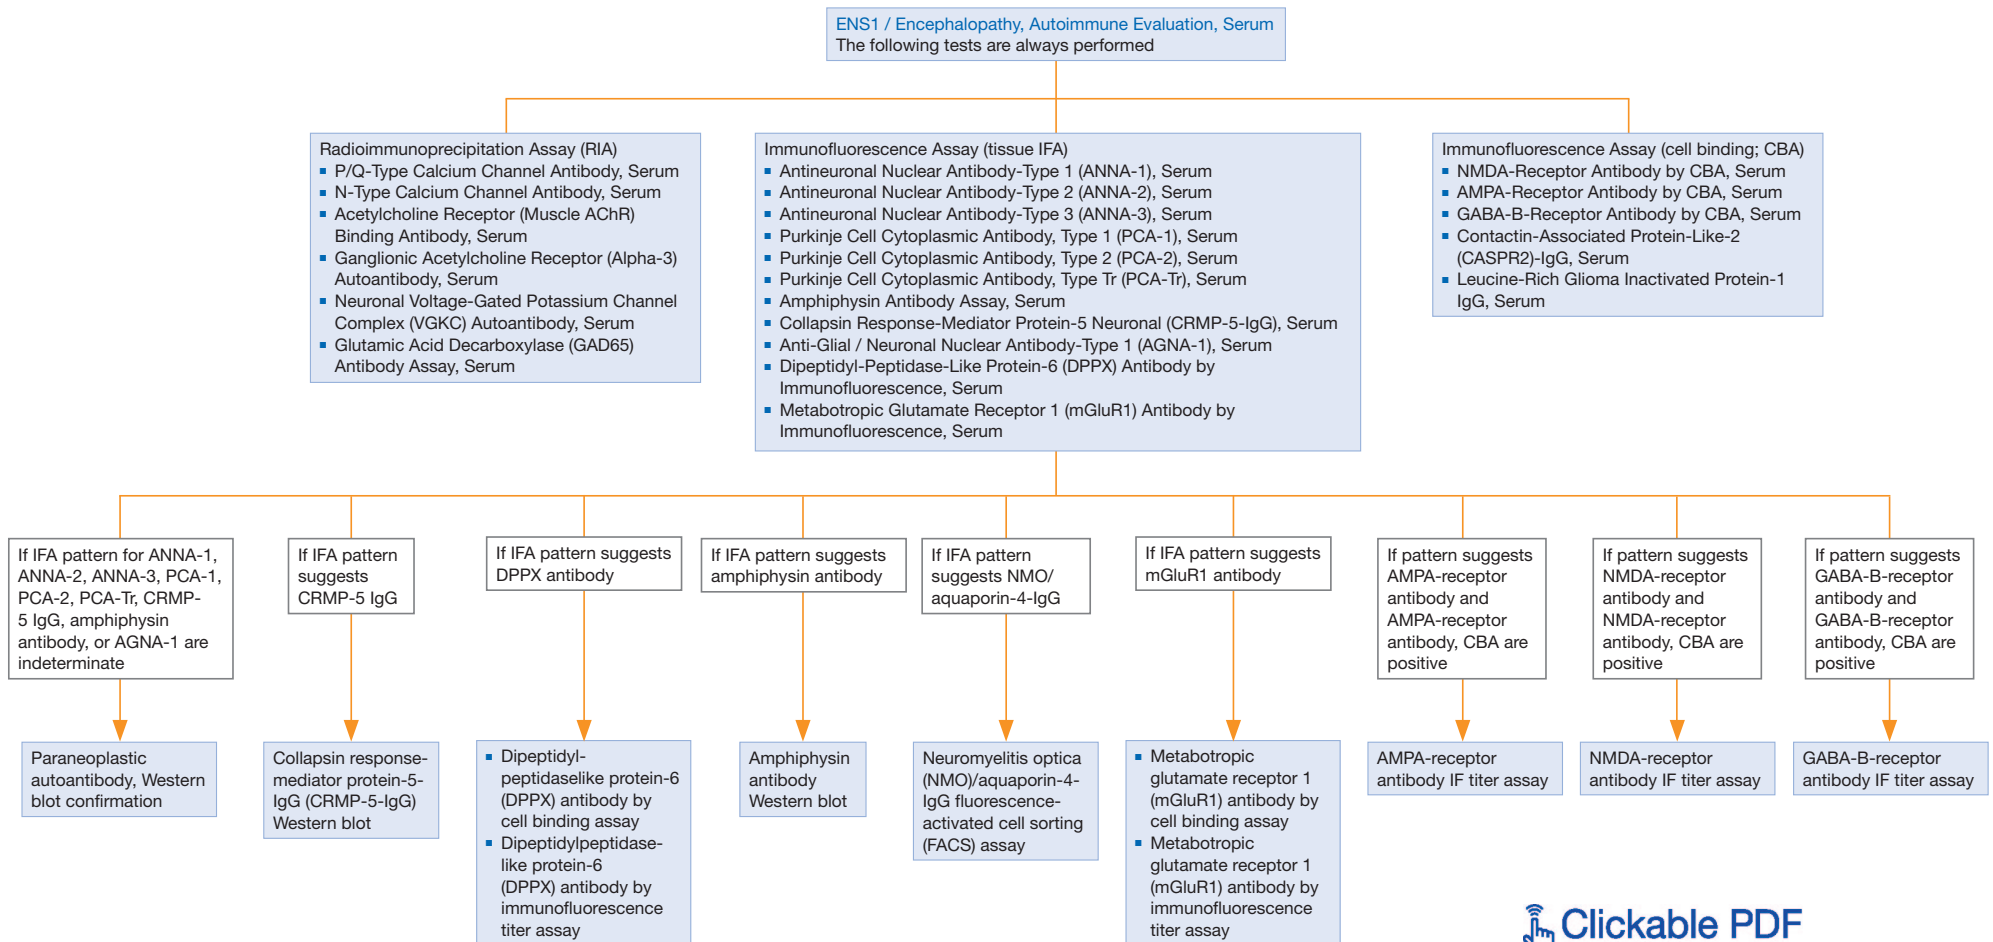 ENS1 / Encephalopathy, Autoimmune Evaluation, Serum
The following tests are always performed
Radioimmunoprecipitation Assay (RIA)
▪ P/Q-Type Calcium Channel Antibody, Serum
▪ N-Type Calcium Channel Antibody, Serum
▪ Acetylcholine Receptor (Muscle AChR)
Binding Antibody, Serum
▪ Ganglionic Acetylcholine Receptor (Alpha-3)
Autoantibody, Serum
▪ Neuronal Voltage-Gated Potassium Channel
Complex (VGKC) Autoantibody, Serum
▪ Glutamic Acid Decarboxylase (GAD65)
Antibody Assay, Serum
Immunofluorescence Assay (tissue IFA)
▪ Antineuronal Nuclear Antibody-Type 1 (ANNA-1), Serum
▪ Antineuronal Nuclear Antibody-Type 2 (ANNA-2), Serum
▪ Antineuronal Nuclear Antibody-Type 3 (ANNA-3), Serum
▪ Purkinje Cell Cytoplasmic Antibody, Type 1 (PCA-1), Serum
▪ Purkinje Cell Cytoplasmic Antibody, Type 2 (PCA-2), Serum
▪ Purkinje Cell Cytoplasmic Antibody, Type Tr (PCA-Tr), Serum
▪ Amphiphysin Antibody Assay, Serum
▪ Collapsin Response-Mediator Protein-5 Neuronal (CRMP-5-IgG), Serum
▪ Anti-Glial / Neuronal Nuclear Antibody-Type 1 (AGNA-1), Serum
▪ Dipeptidyl-Peptidase-Like Protein-6 (DPPX) Antibody by
Immunofluorescence, Serum
▪ Metabotropic Glutamate Receptor 1 (mGluR1) Antibody by
Immunofluorescence, Serum
Immunofluorescence Assay (cell binding; CBA)
▪ NMDA-Receptor Antibody by CBA, Serum
▪ AMPA-Receptor Antibody by CBA, Serum
▪ GABA-B-Receptor Antibody by CBA, Serum
▪ Contactin-Associated Protein-Like-2
(CASPR2)-IgG, Serum
▪ Leucine-Rich Glioma Inactivated Protein-1
IgG, Serum
If IFA pattern for ANNA-1,
ANNA-2, ANNA-3, PCA-1,
PCA-2, PCA-Tr, CRMP-
5 IgG, amphiphysin
antibody, or AGNA-1 are
indeterminate
If IFA pattern
suggests
CRMP-5 IgG
If IFA pattern suggests
DPPX antibody
If IFA pattern suggests
amphiphysin antibody
If IFA pattern
suggests NMO/
aquaporin-4-IgG
If IFA pattern suggests
mGluR1 antibody
If pattern suggests
AMPA-receptor
antibody and
AMPA-receptor
antibody, CBA are
positive
If pattern suggests
NMDA-receptor
antibody and
NMDA-receptor
antibody, CBA are
positive
If pattern suggests
GABA-B-receptor
antibody and
GABA-B-receptor
antibody, CBA are
positive
Paraneoplastic
autoantibody, Western
blot confirmation
Collapsin response-
mediator protein-5-
IgG (CRMP-5-IgG)
Western blot
▪ Dipeptidyl-
peptidaselike protein-6
(DPPX) antibody by
cell binding assay
▪ Dipeptidylpeptidase-
like protein-6
(DPPX) antibody by
immunofluorescence
titer assay
Amphiphysin
antibody
Western blot
Neuromyelitis optica
(NMO)/aquaporin-4-
IgG fluorescence-
activated cell sorting
(FACS) assay
▪ Metabotropic
glutamate receptor 1
(mGluR1) antibody by
cell binding assay
▪ Metabotropic
glutamate receptor 1
(mGluR1) antibody by
immunofluorescence
titer assay
AMPA-receptor
antibody IF titer assay
NMDA-receptor
antibody IF titer assay
GABA-B-receptor
antibody IF titer assay
Clickable PDF